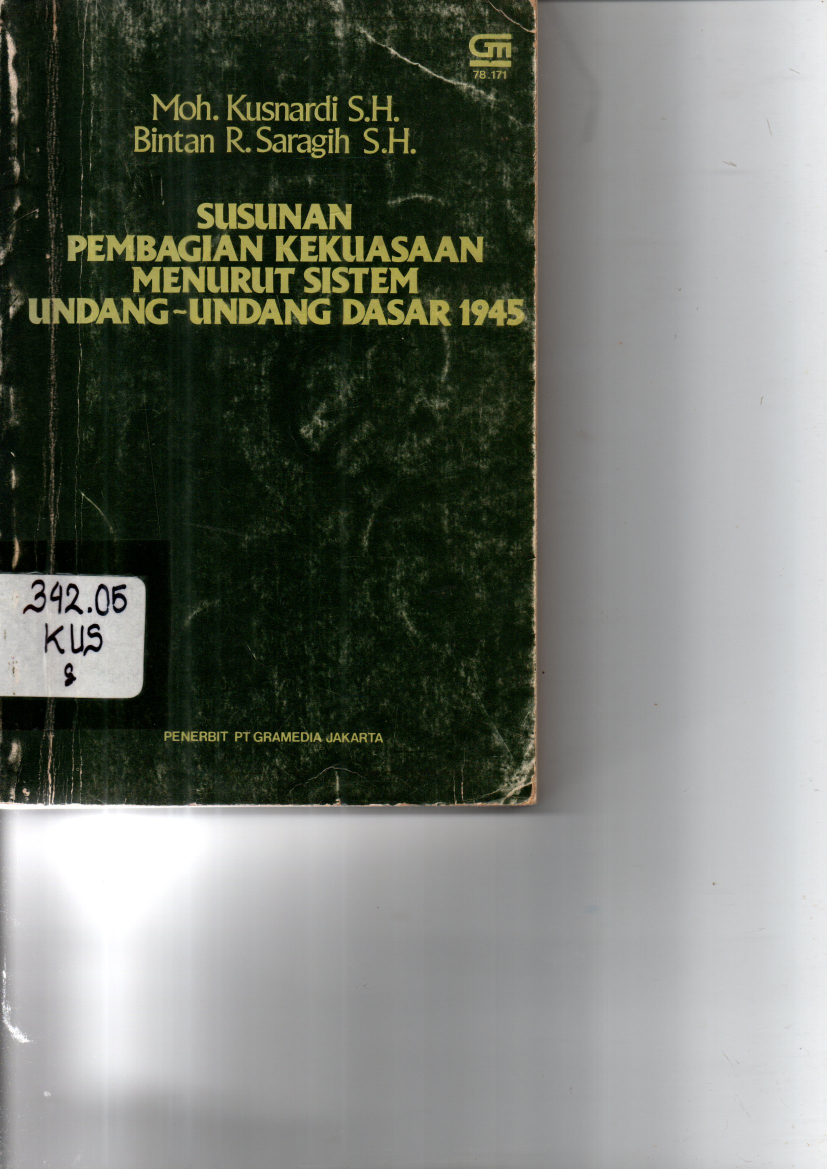 GM
78.171
Moh. Kusnardi S.H.
Bintan R. Saragih S.H.
SUSUNAN
PEMBAGIAN KEKUASAAN
MENURUT SISTEM
UNDANG-UNDANG DASAR 1945
342.05
KUS
s
PENERBIT PT GRAMEDIA JAKARTA